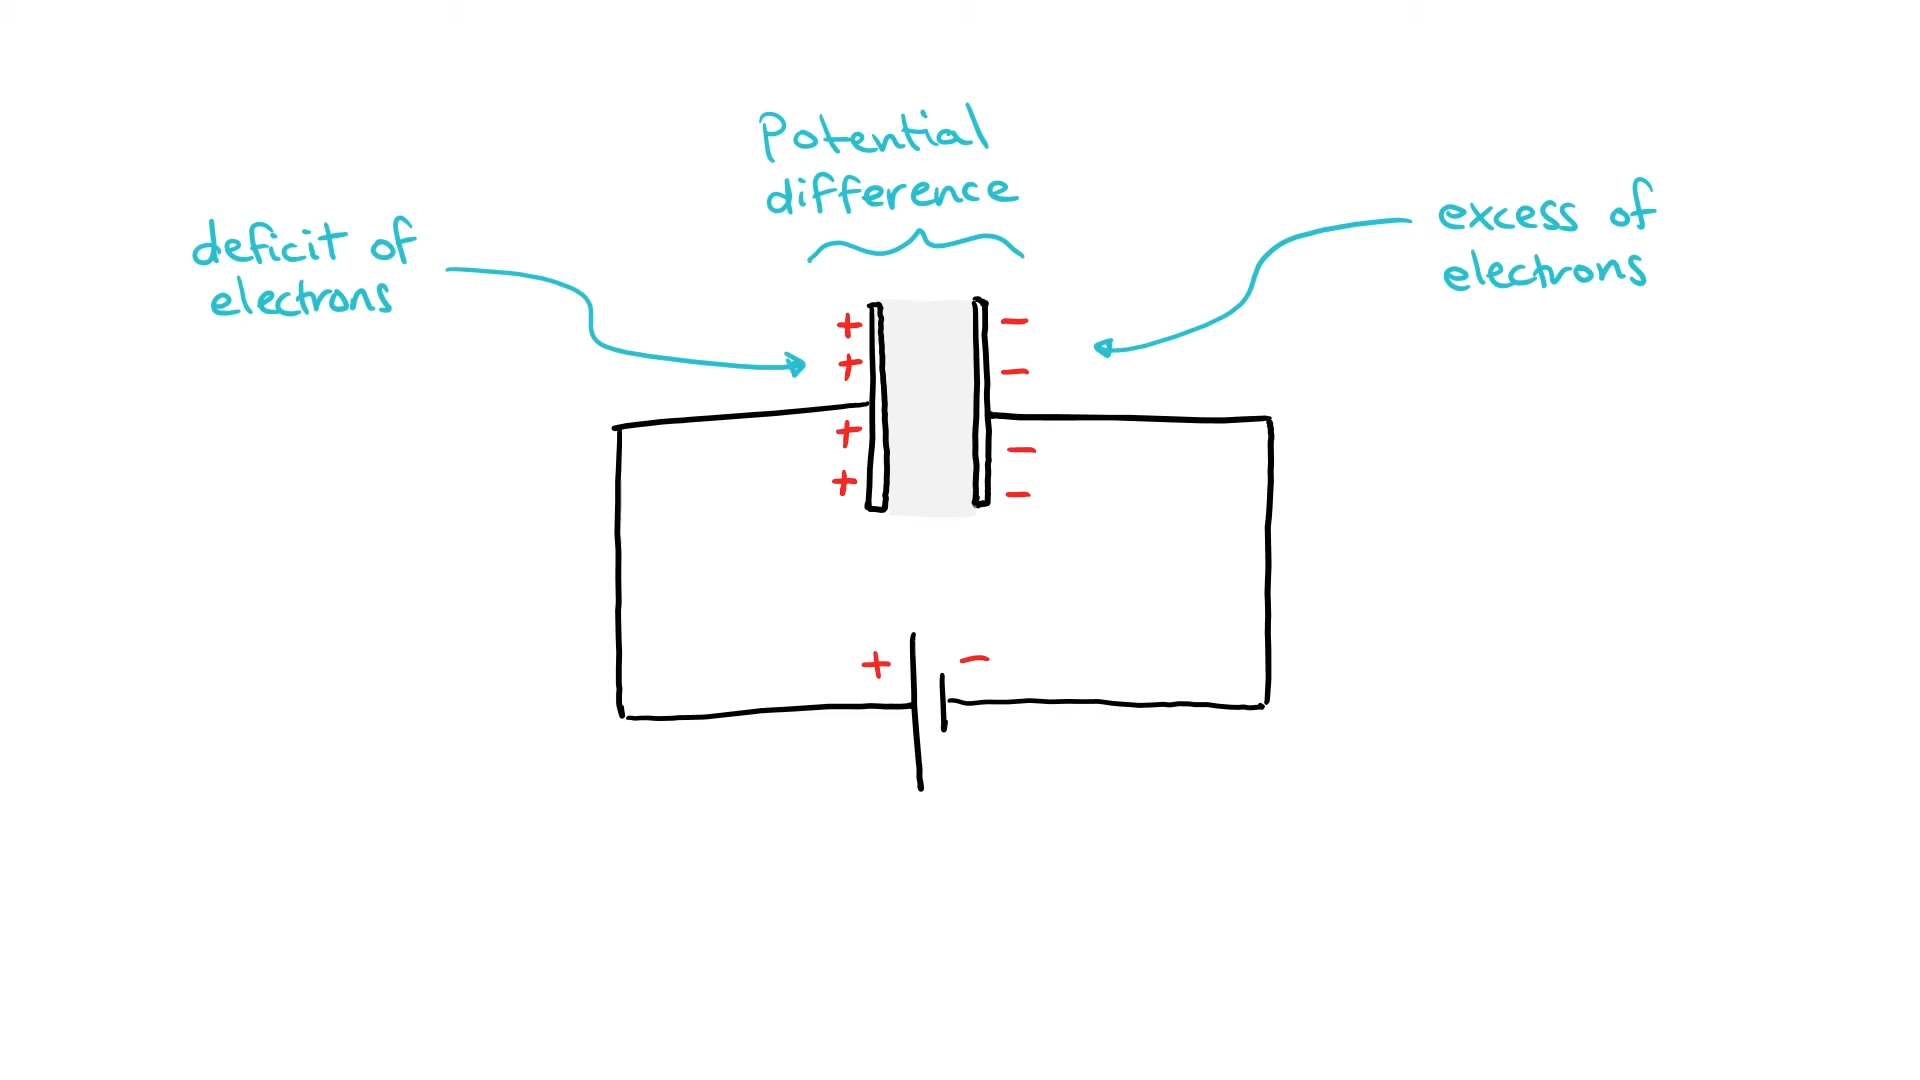 Potential
difference
deficit of
electrons
excess of
electrons
+ −
+ −
+ −
+ −
+ −